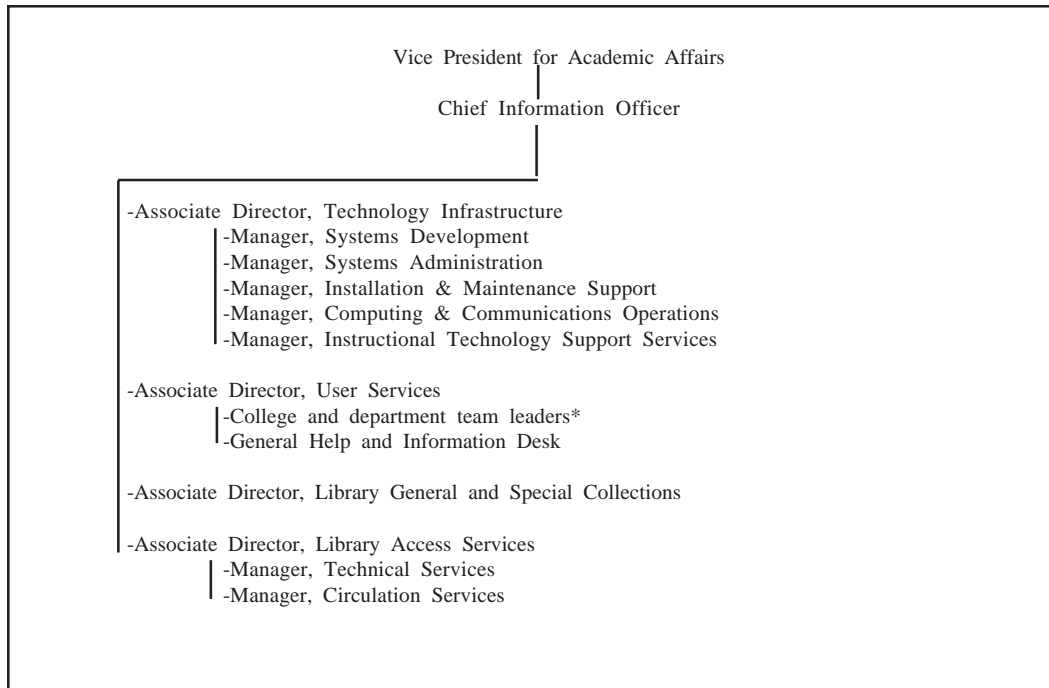 Vice President for Academic Affairs
Chief Information Officer
-Associate Director, Technology Infrastructure
-Manager, Systems Development
-Manager, Systems Administration
-Manager, Installation & Maintenance Support
-Manager, Computing & Communications Operations
-Manager, Instructional Technology Support Services
-Associate Director, User Services
-College and department team leaders*
-General Help and Information Desk
-Associate Director, Library General and Special Collections
-Associate Director, Library Access Services
-Manager, Technical Services
-Manager, Circulation Services